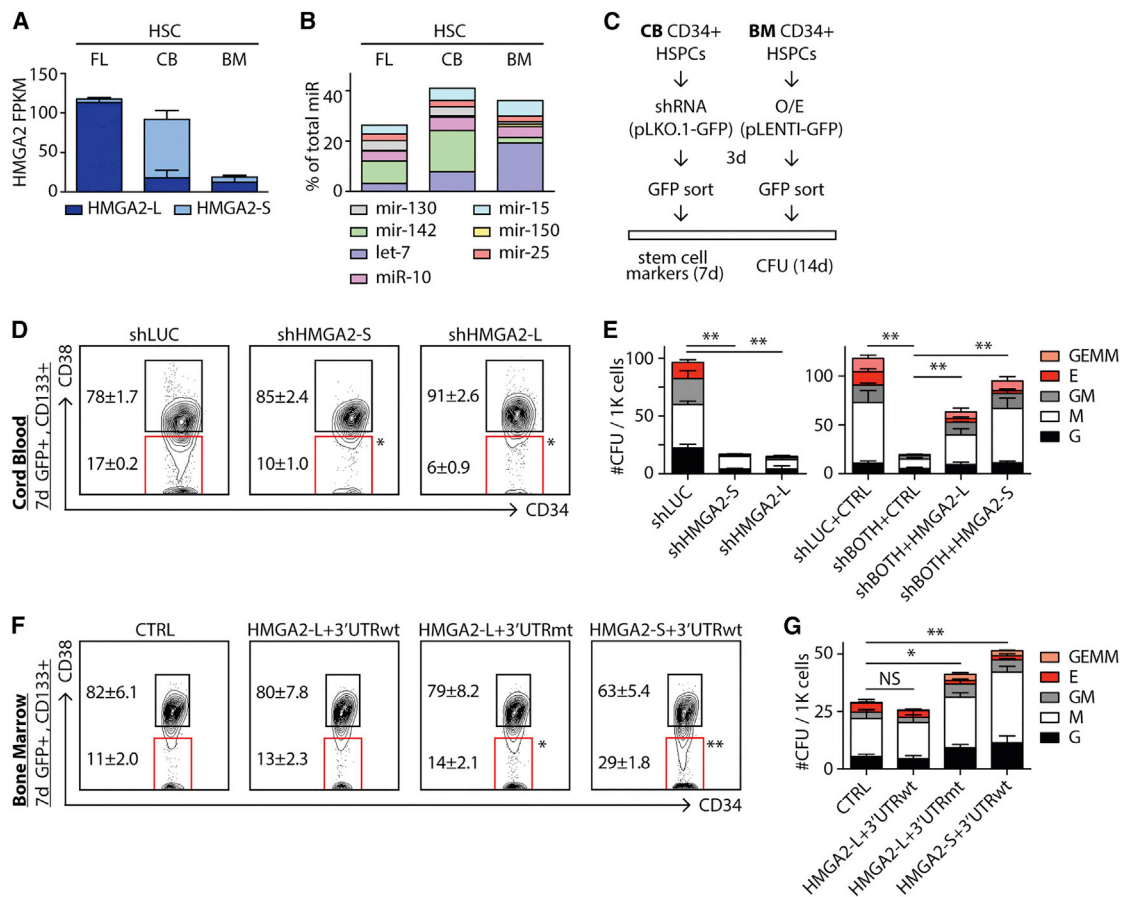 A
HSC
FL CB BM
HMGA2 FPKM
150
100
50
0
HMGA2-L HMGA2-S
B
HSC
FL CB BM
% of total miR
40
20
0
mir-130 mir-15
mir-142 mir-150
let-7 mir-25
miR-10
C
CB CD34+ BM CD34+
HSPCs HSPCs
shRNA O/E
(pLKO.1-GFP) (pLENTI-GFP)
3d
GFP sort GFP sort
stem cell
markers (7d)
CFU (14d)
D
shLUC shHMGA2-S shHMGA2-L
Cord Blood
7d GFP+, CD133+
CD38
78±1.7 85±2.4 91±2.6
17±0.2 10±1.0 * 6±0.9 *
CD34
E
#CFU / 1K cells
100
50
0
** **
shLUC
shHMGA2-S
shHMGA2-L
100
50
0
** ** **
shLUC+CTRL
shBOTH+CTRL
shBOTH+HMGA2-L
shBOTH+HMGA2-S
GEMM
E
GM
M
G
F
CTRL HMGA2-L+3'UTRwt HMGA2-L+3'UTRmt HMGA2-S+3'UTRwt
Bone Marrow
7d GFP+, CD133+
CD38
82±6.1 80±7.8 79±8.2 63±5.4
11±2.0 13±2.3 14±2.1 * 29±1.8 **
CD34
G
#CFU / 1K cells
50
25
0
**
*
NS
CTRL
HMGA2-L+3'UTRwt
HMGA2-L+3'UTRmt
HMGA2-S+3'UTRwt
GEMM
E
GM
M
G